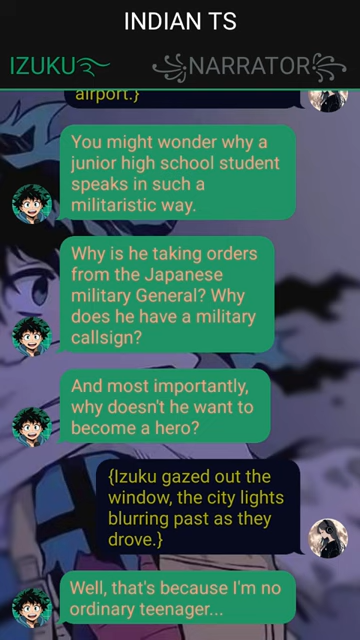 INDIAN TS
IZUKU
NARRATOR
airport.}
You might wonder why a
junior high school student
speaks in such a
militaristic way.
Why is he taking orders
from the Japanese
military General? Why
does he have a military
callsign?
And most importantly,
why doesn't he want to
become a hero?
{Izuku gazed out the
window, the city lights
blurring past as they
drove.}
Well, that's because I'm no
ordinary teenager...